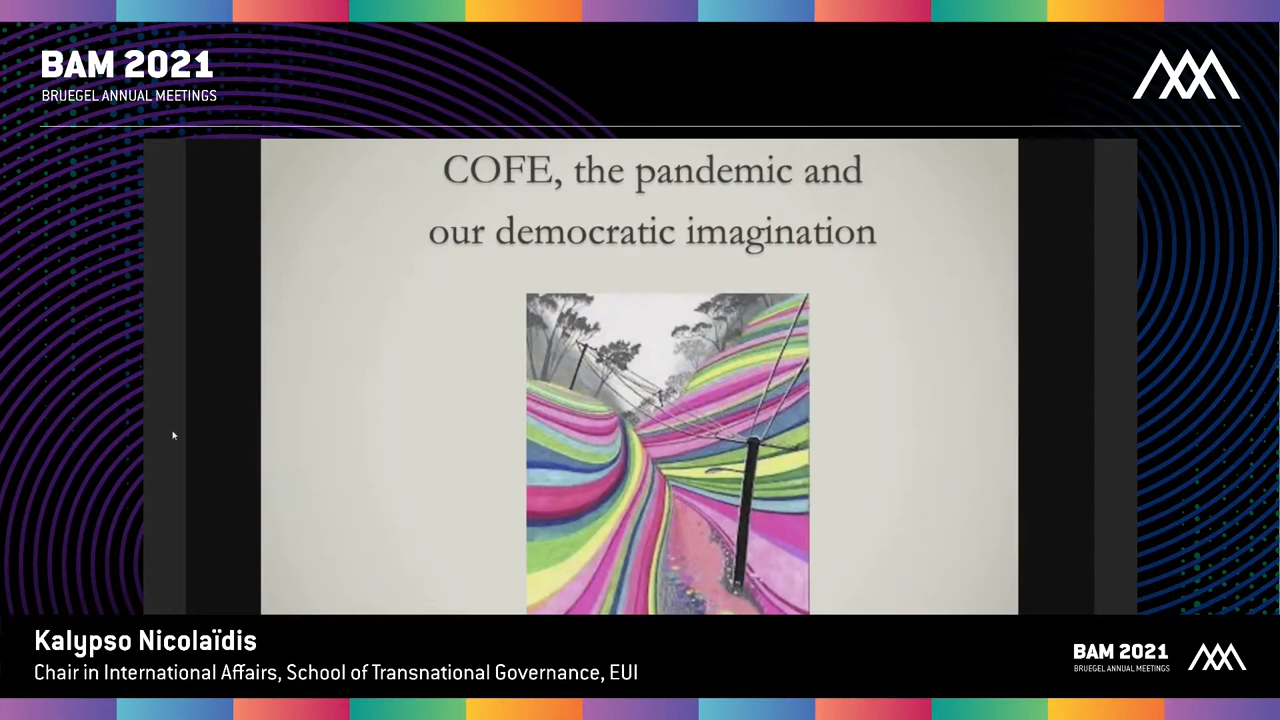 BAM 2021
BRUEGEL ANNUAL MEETINGS
COFE, the pandemic and
our democratic imagination
Kalypso Nicolaïdis
Chair in International Affairs, School of Transnational Governance, EUI
BAM 2021
BRUEGEL ANNUAL MEETINGS